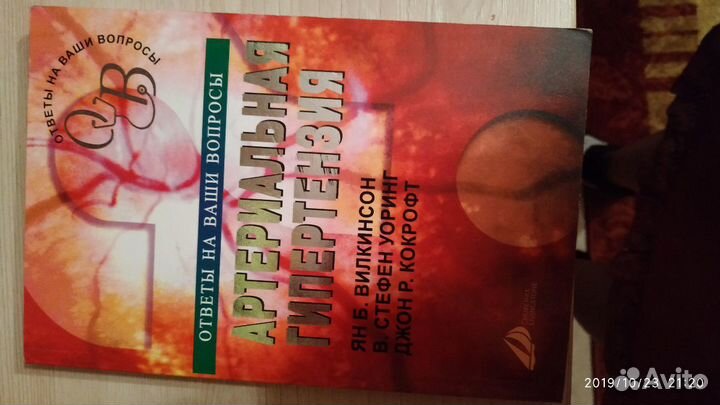 ОТВЕТЫ НА ВАШИ ВОПРОСЫ
ОТВЕТЫ НА ВАШИ ВОПРОСЫ
АРТЕРИАЛЬНАЯ
ГИПЕРТЕНЗИЯ
ЯН Б. ВИЛКИНСОН
В. СТЕФЕН УОРИНГ
ДЖОН Р. КОКРОФТ
Avito
2019/10/23 21:20